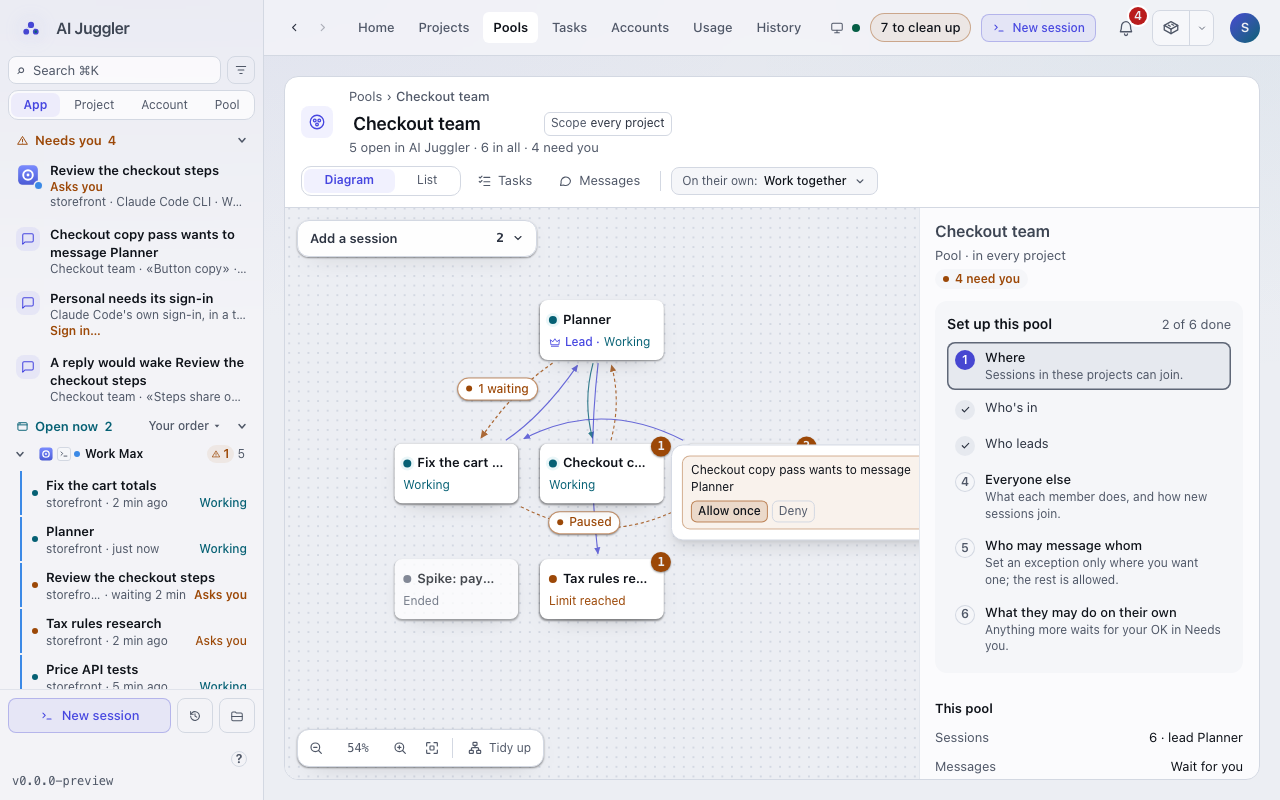 AI Juggler
Search ⌘K
App Project Account Pool
Needs you 4
Review the checkout steps
Asks you
storefront · Claude Code CLI · W...
Checkout copy pass wants to
message Planner
Checkout team · «Button copy» ·...
Personal needs its sign-in
Claude Code's own sign-in, in a t...
Sign in...
A reply would wake Review the
checkout steps
Checkout team · «Steps share o...
Open now 2 Your order
Work Max 1 5
Fix the cart totals
storefront · 2 min ago Working
Planner
storefront · just now Working
Review the checkout steps
storefro... · waiting 2 min Asks you
Tax rules research
storefront · 2 min ago Asks you
Price API tests
storefront · 5 min ago Working
New session
?
v0.0.0-preview
Home Projects Pools Tasks Accounts Usage History
7 to clean up
New session
4
S
Pools › Checkout team
Checkout team
Scope every project
5 open in AI Juggler · 6 in all · 4 need you
Diagram List Tasks Messages On their own: Work together
Add a session 2
Planner
Lead · Working
1 waiting
Fix the cart ...
Working
1
Checkout c...
Working
Checkout copy pass wants to message
Planner
Allow once Deny
Paused
Spike: pay...
Ended
1
Tax rules re...
Limit reached
54% Tidy up
Checkout team
Pool · in every project
4 need you
Set up this pool 2 of 6 done
1 Where
Sessions in these projects can join.
Who's in
Who leads
4 Everyone else
What each member does, and how new
sessions join.
5 Who may message whom
Set an exception only where you want
one; the rest is allowed.
6 What they may do on their own
Anything more waits for your OK in Needs
you.
This pool
Sessions 6 · lead Planner
Messages Wait for you